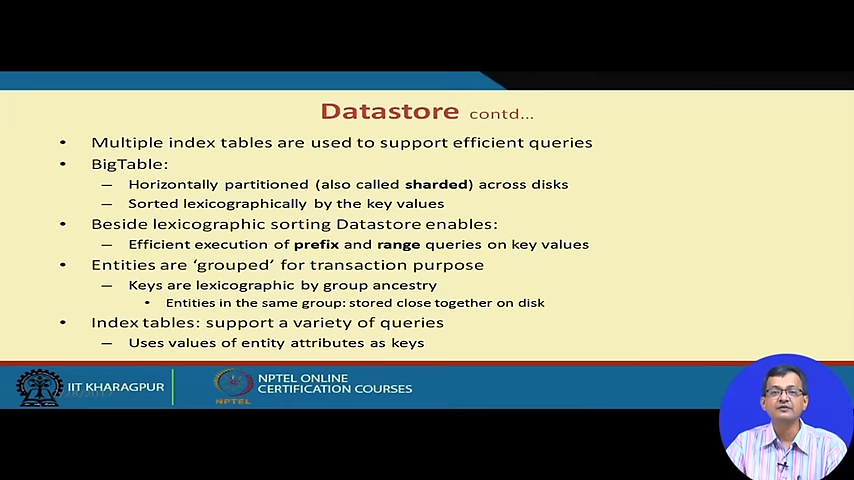 Datastore contd...
• Multiple index tables are used to support efficient queries
• BigTable:
– Horizontally partitioned (also called sharded) across disks
– Sorted lexicographically by the key values
• Beside lexicographic sorting Datastore enables:
– Efficient execution of prefix and range queries on key values
• Entities are ‘grouped’ for transaction purpose
– Keys are lexicographic by group ancestry
• Entities in the same group: stored close together on disk
• Index tables: support a variety of queries
– Uses values of entity attributes as keys
IIT KHARAGPUR
NPTEL
NPTEL ONLINE
CERTIFICATION COURSES